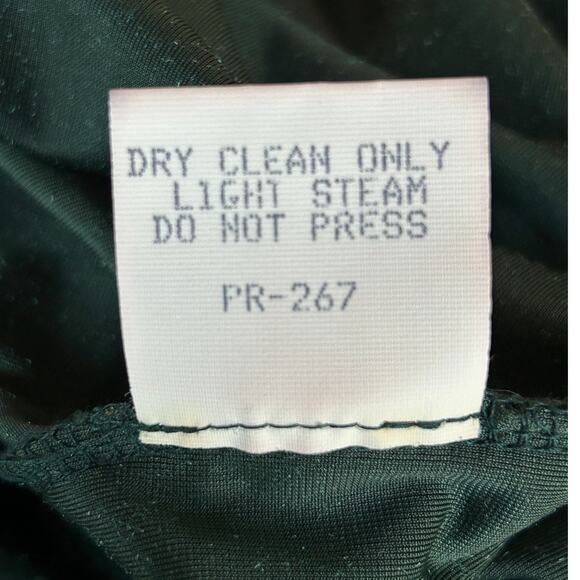 DRY CLEAN ONLY
LIGHT STEAM
DO NOT PRESS
PR-267